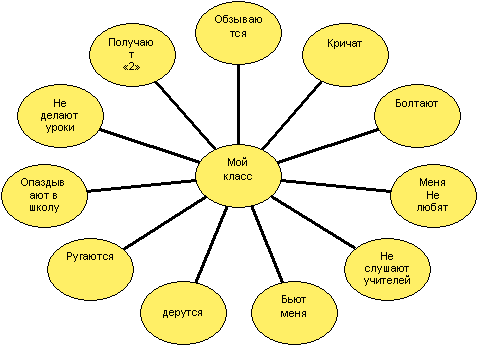 Обзываю
тся
Получаю
т
«2»
Кричат
Не
делают
уроки
Болтают
Мой
класс
Опаздыв
ают в
школу
Меня
Не
любят
Ругаются
Не
слушают
учителей
дерутся
Бьют
меня